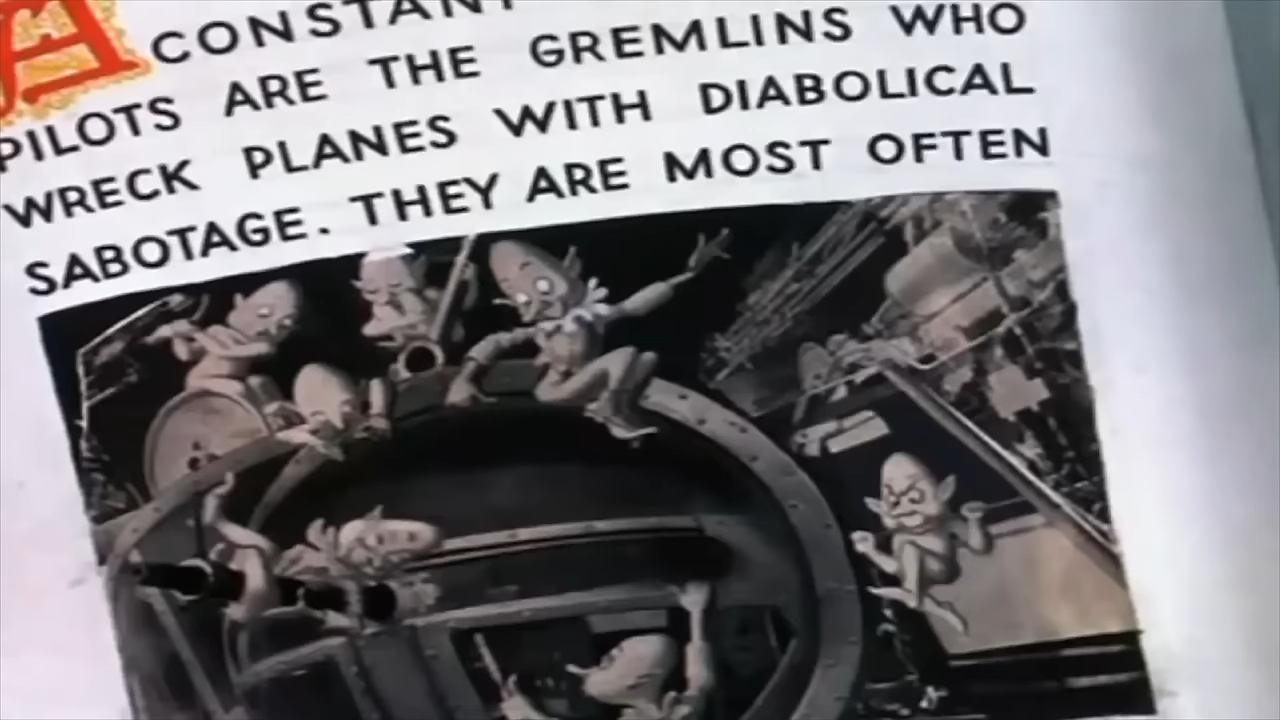 A CONSTANT
PILOTS ARE THE GREMLINS WHO
WRECK PLANES WITH DIABOLICAL
SABOTAGE. THEY ARE MOST OFTEN